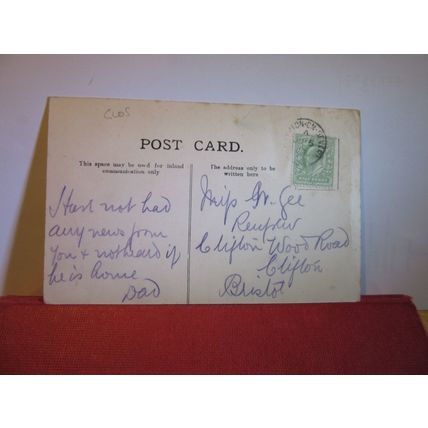 CLOS
POST CARD.
This space may be used for inland
communication only
The address only to be
written here
Have not had
any news from
you & not heard if
he is home
Dad
Miss G. Gee
Renfrew
Clifton Wood Road
Clifton
Bristol